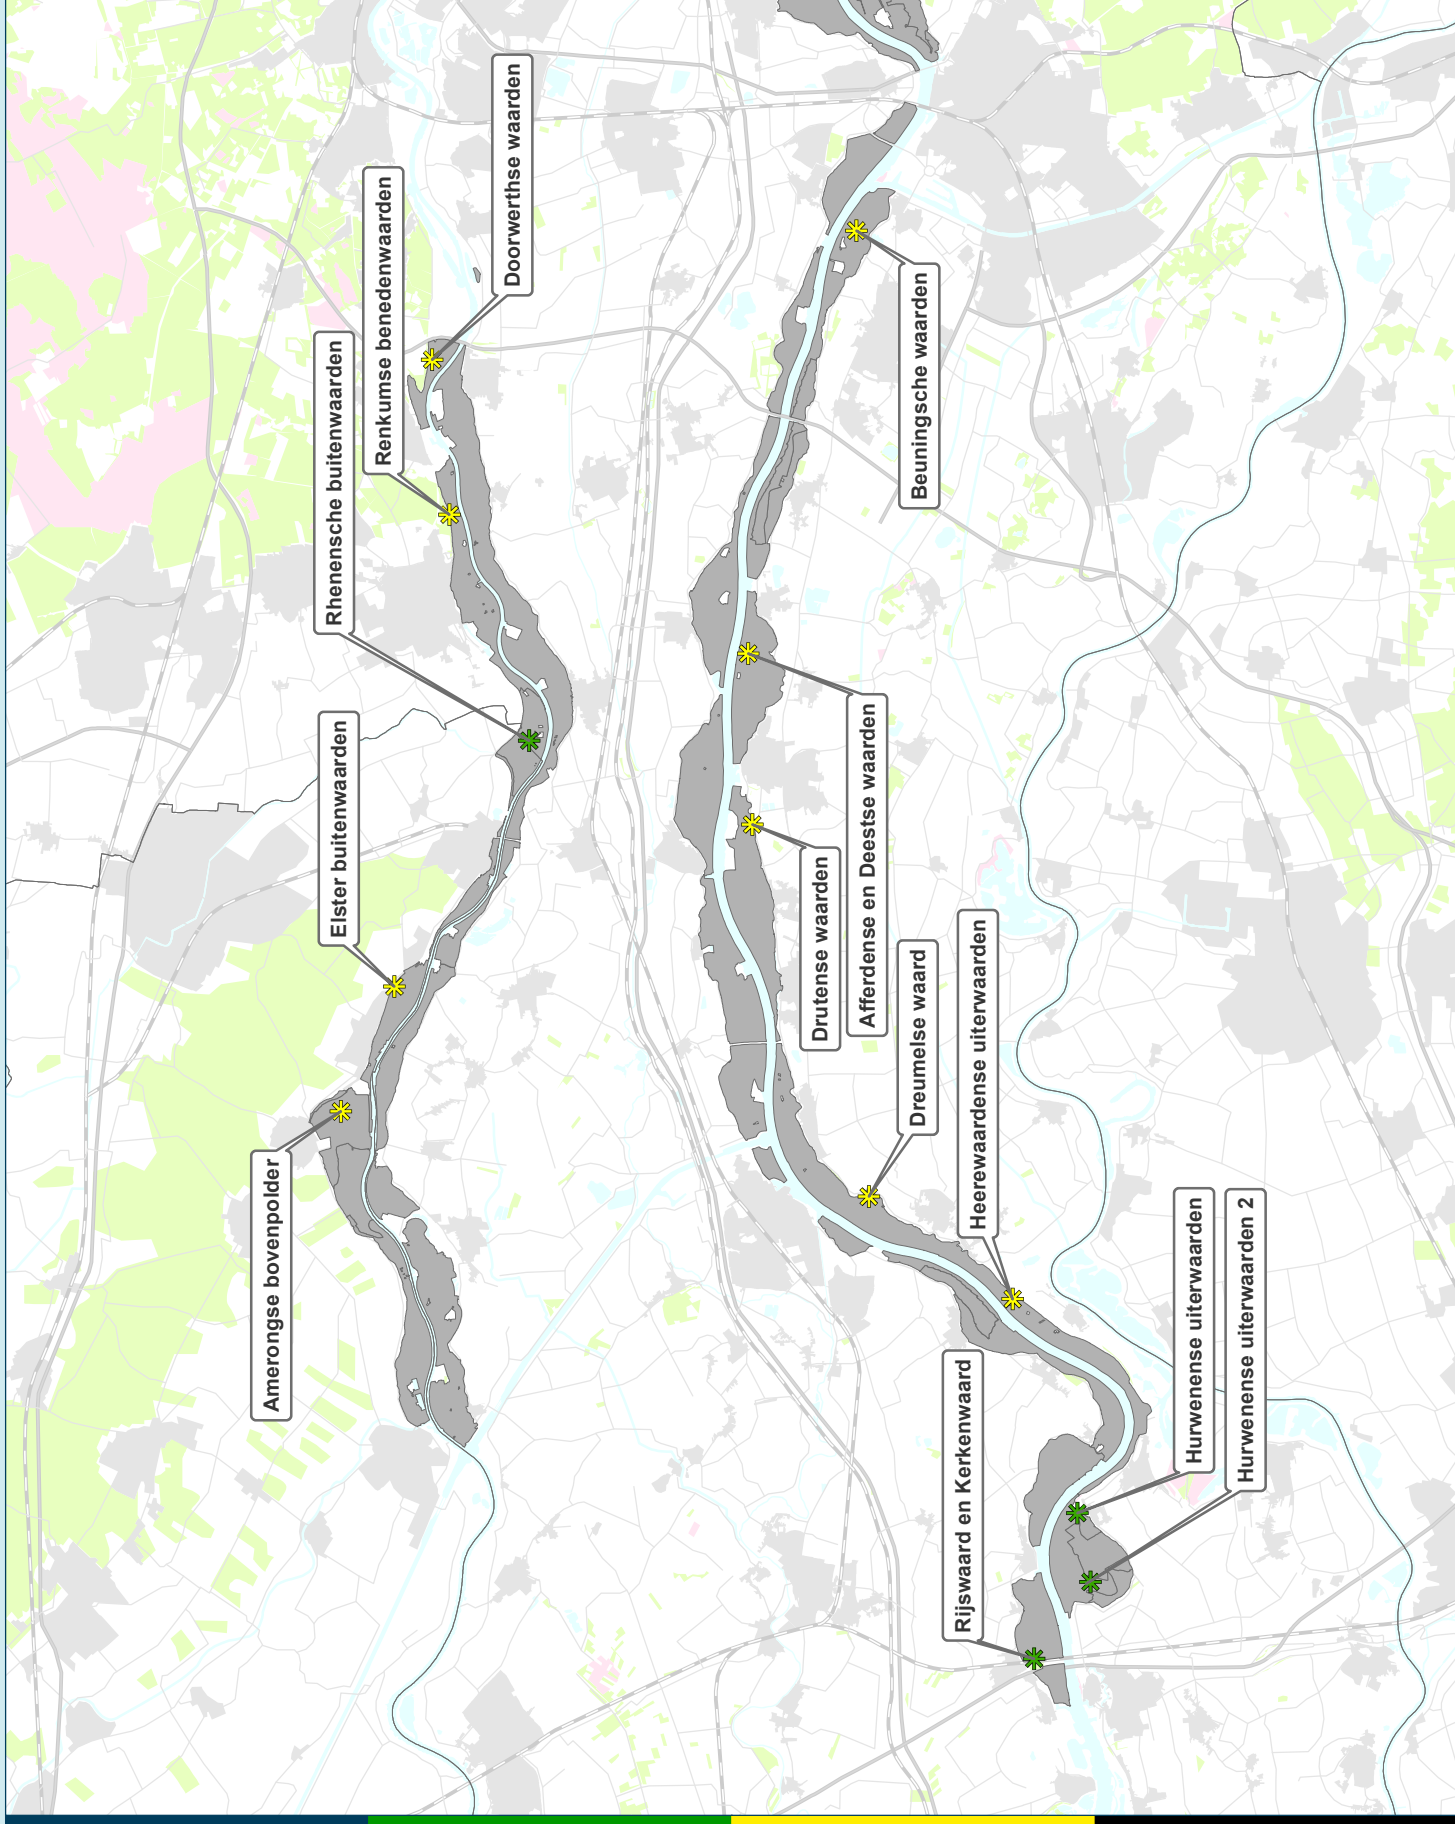 Amerongse bovenpolder
Elster buitenwaarden
Rhenensche buitenwaarden
Renkumse benedenwaarden
Doorwerthse waarden
Drutense waarden
Afferdense en Deestse waarden
Beuningsche waarden
Dreumelse waard
Heerewaardense uiterwaarden
Rijswaard en Kerkenwaard
Hurwenense uiterwaarden
Hurwenense uiterwaarden 2